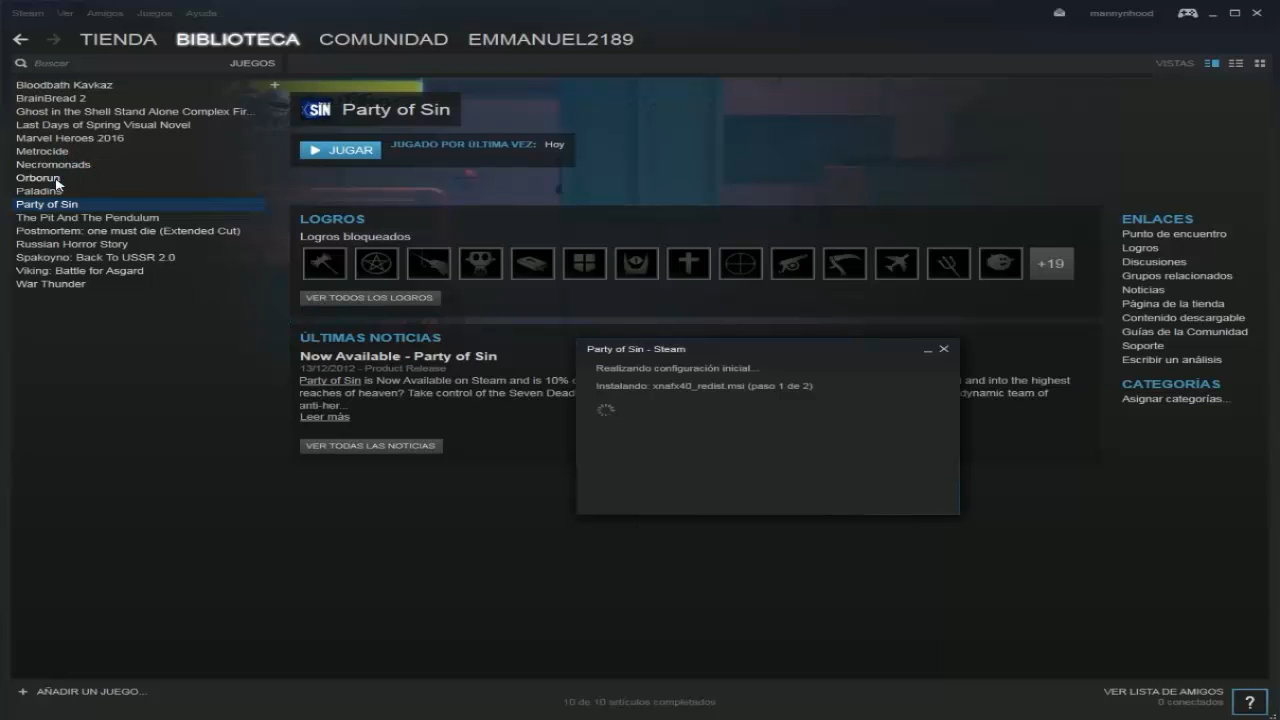 Steam Ver Amigos Juegos Ayuda mannynhood
TIENDA BIBLIOTECA COMUNIDAD EMMANUEL2189
Buscar JUEGOS VISTAS
Bloodbath Kavkaz
BrainBread 2
Ghost in the Shell Stand Alone Complex Fir...
Last Days of Spring Visual Novel
Marvel Heroes 2016
Metrocide
Necromonads
Orborun
Paladins
Party of Sin
The Pit And The Pendulum
Postmortem: one must die (Extended Cut)
Russian Horror Story
Spakoyno: Back To USSR 2.0
Viking: Battle for Asgard
War Thunder
+
SiN Party of Sin
JUGAR JUGADO POR ÚLTIMA VEZ: Hoy
LOGROS
Logros bloqueados
+19
VER TODOS LOS LOGROS
ÚLTIMAS NOTICIAS
Now Available - Party of Sin
13/12/2012 - Product Release
Party of Sin is Now Available on Steam and is 10% and into the highest
reaches of heaven? Take control of the Seven Dead dynamic team of
anti-her...
Leer más
VER TODAS LAS NOTICIAS
Party of Sin - Steam
Realizando configuración inicial...
Instalando: xnafx40_redist.msi (paso 1 de 2)
ENLACES
Punto de encuentro
Logros
Discusiones
Grupos relacionados
Noticias
Página de la tienda
Contenido descargable
Guías de la Comunidad
Soporte
Escribir un análisis
CATEGORÍAS
Asignar categorías...
+ AÑADIR UN JUEGO...
10 de 10 artículos completados
VER LISTA DE AMIGOS
0 conectados
?